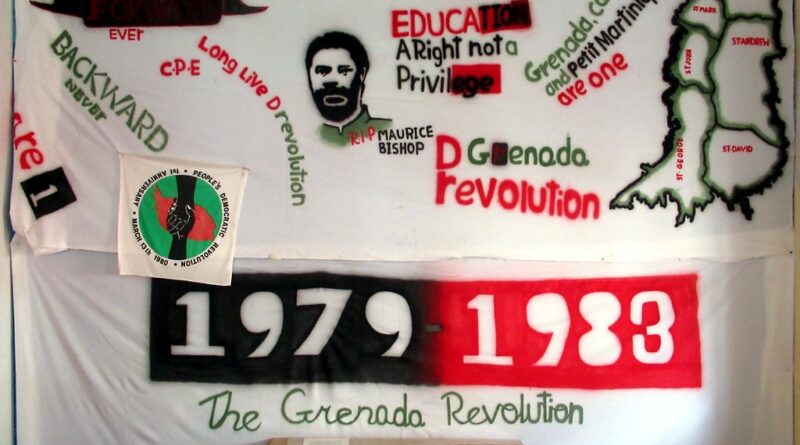 FORWARD
EVER
C·P·E
BACKWARD
NEVER
Long Live D revolution
R·I·P MAURICE
BISHOP
EDUCATION
A Right not a
Privilege
Grenada,
and Petit Martinique
are one
D Grenada
revolution
ST·MARK
ST·ANDREW
ST·JOHN
ST·GEORGE
ST·DAVID
are
1
PEOPLE'S DEMOCRATIC REVOLUTION • MARCH 13th 1980 • 1st ANNIVERSARY •
1979 - 1983
The Grenada Revolution